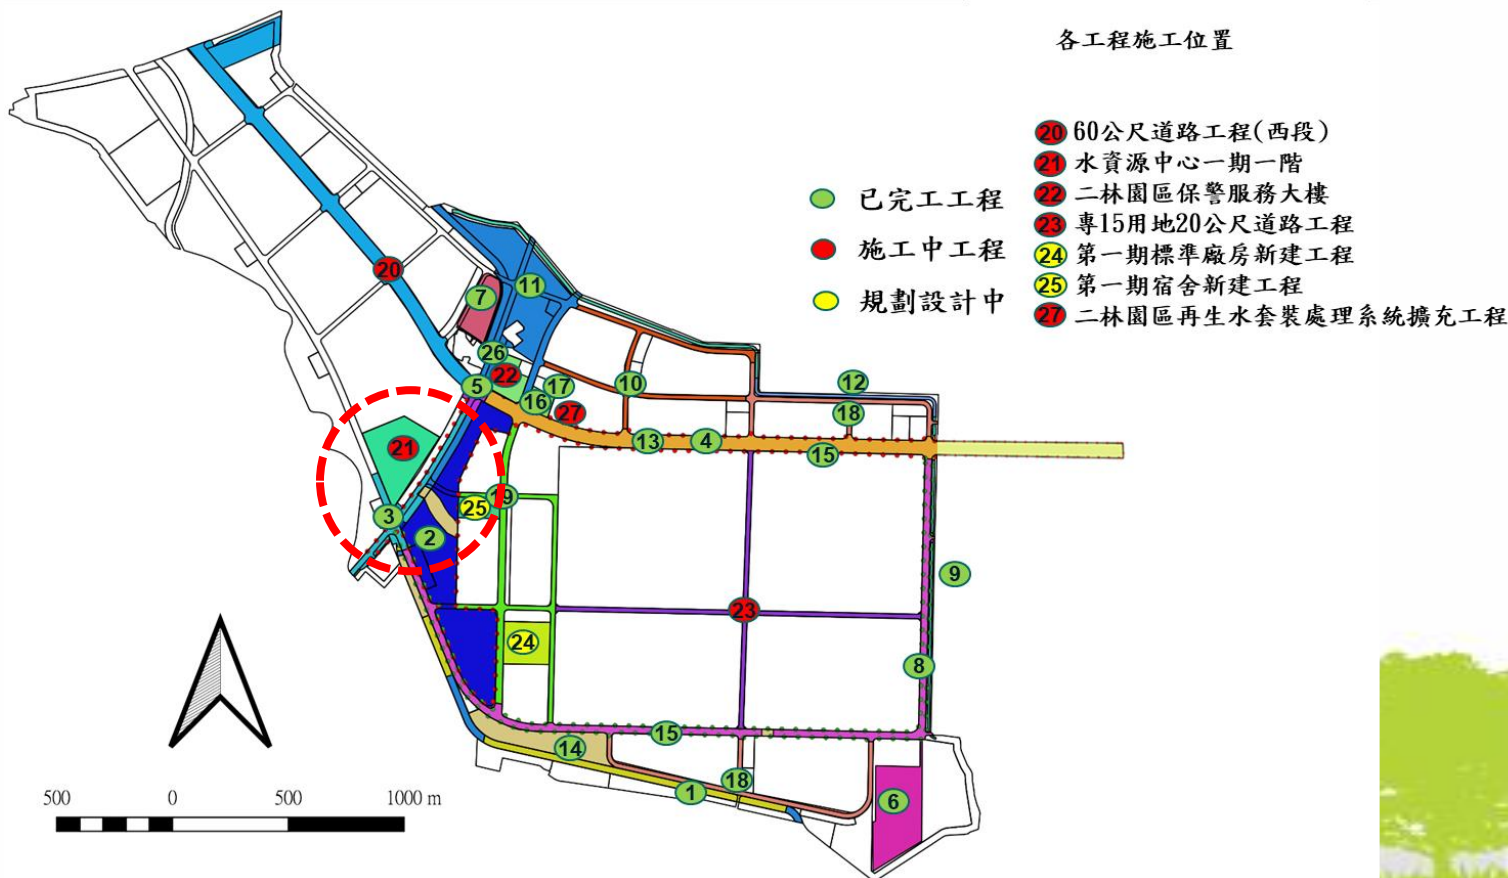 各工程施工位置
20 60公尺道路工程(西段)
21 水資源中心一期一階
22 二林園區保警服務大樓
23 專15用地20公尺道路工程
24 第一期標準廠房新建工程
25 第一期宿舍新建工程
27 二林園區再生水套裝處理系統擴充工程
已完工工程
施工中工程
規劃設計中
20
7
11
26
22
5
17
16
27
10
12
18
13
4
15
21
3
25
19
2
9
23
24
8
15
14
18
1
6
500 0 500 1000 m